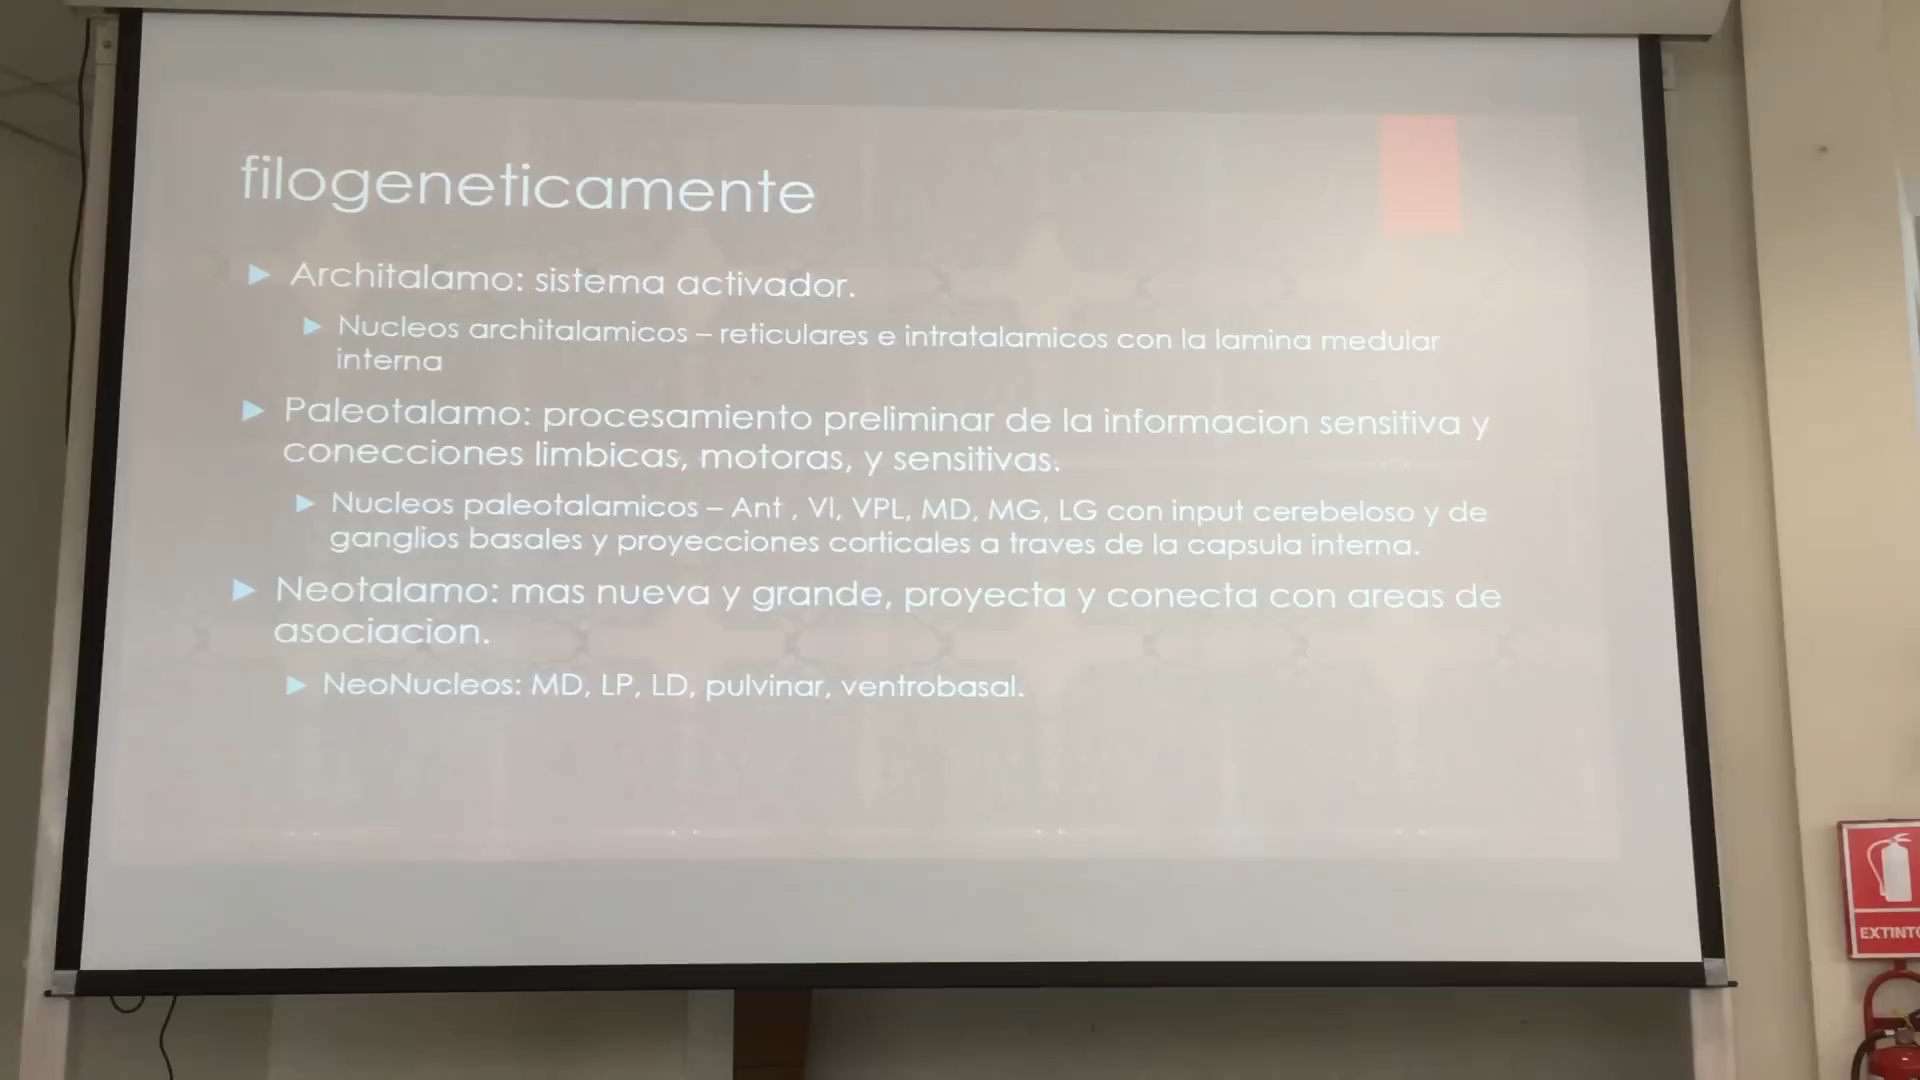 filogeneticamente
Architalamo: sistema activador.
Nucleos architalamicos – reticulares e intratalamicos con la lamina medular
interna
Paleotalamo: procesamiento preliminar de la informacion sensitiva y
conecciones limbicas, motoras, y sensitivas.
Nucleos paleotalamicos – Ant , Vl, VPL, MD, MG, LG con input cerebeloso y de
ganglios basales y proyecciones corticales a traves de la capsula interna.
Neotalamo: mas nueva y grande, proyecta y conecta con areas de
asociacion.
NeoNucleos: MD, LP, LD, pulvinar, ventrobasal.
EXTINTO